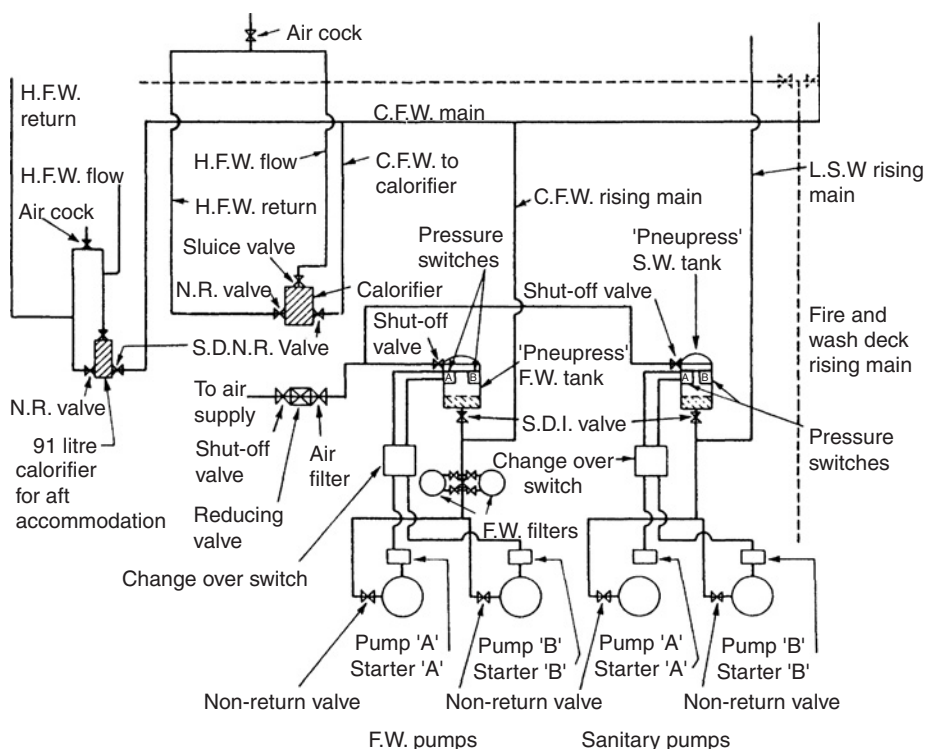 Air cock
H.F.W.
return
C.F.W. main
H.F.W. flow
C.F.W. to
calorifier
L.S.W rising
main
H.F.W. flow
Air cock
H.F.W. return
C.F.W. rising
main
Sluice valve
Pressure
switches
'Pneupress'
S.W. tank
N.R. valve
Calorifier
Shut-off valve
Shut-off
valve
Fire and
wash deck
rising main
S.D.N.R. Valve
'Pneupress'
F.W. tank
A
B
A
B
To air
supply
N.R. valve
S.D.I. valve
91 litre
calorifier
for aft
accommodation
Shut-off
valve
Air
filter
Change over
switch
Pressure
switches
Reducing
valve
F.W. filters
Change over switch
Pump 'A'
Starter 'A'
Pump 'B'
Starter 'B'
Pump 'A'
Starter 'A'
Pump 'B'
Starter 'B'
Non-return valve
Non-return valve
Non-return valve
Non-return valve
F.W. pumps
Sanitary pumps